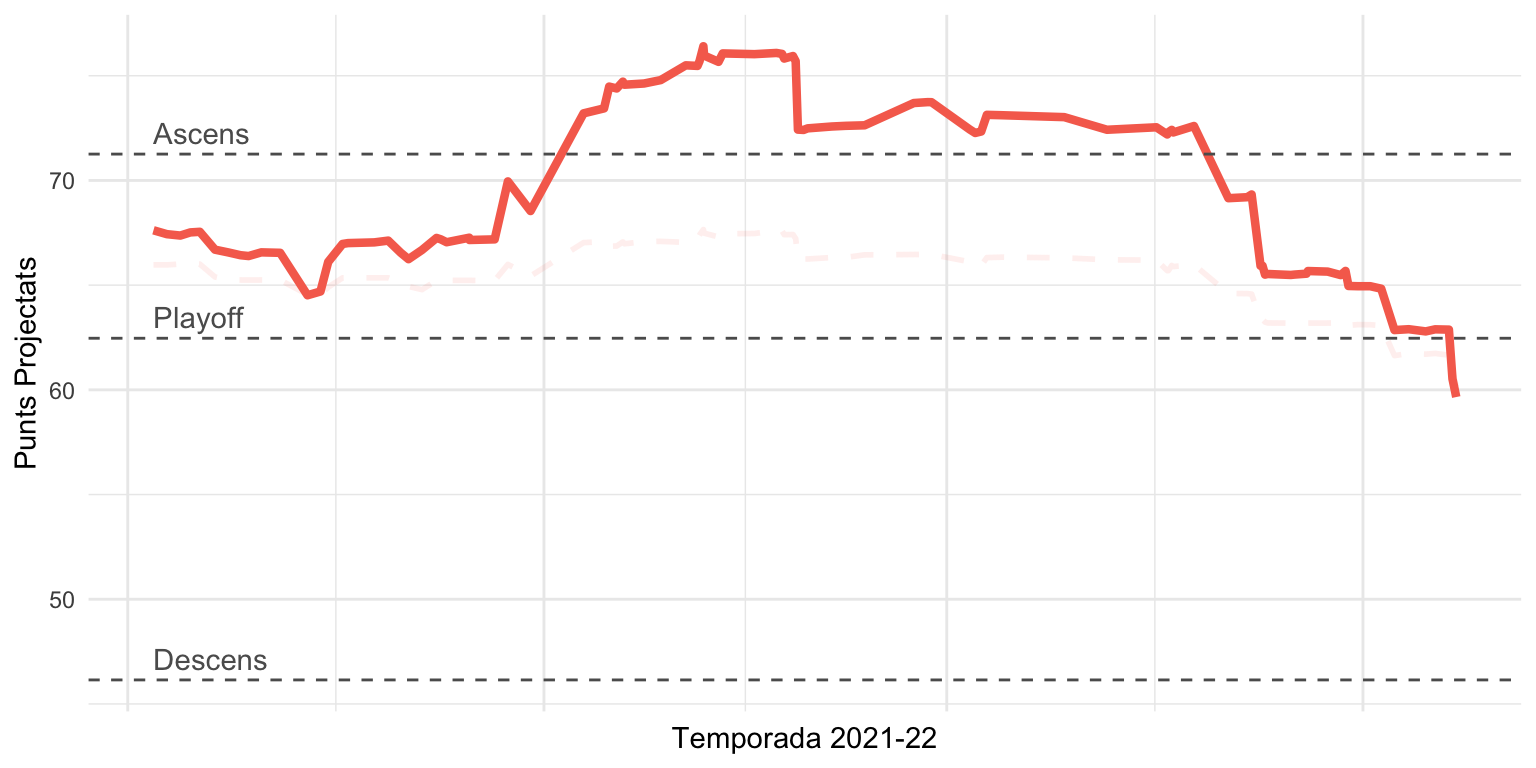 Ascens
70
Playoff
60
Punts Projectats
50
Descens
Temporada 2021-22